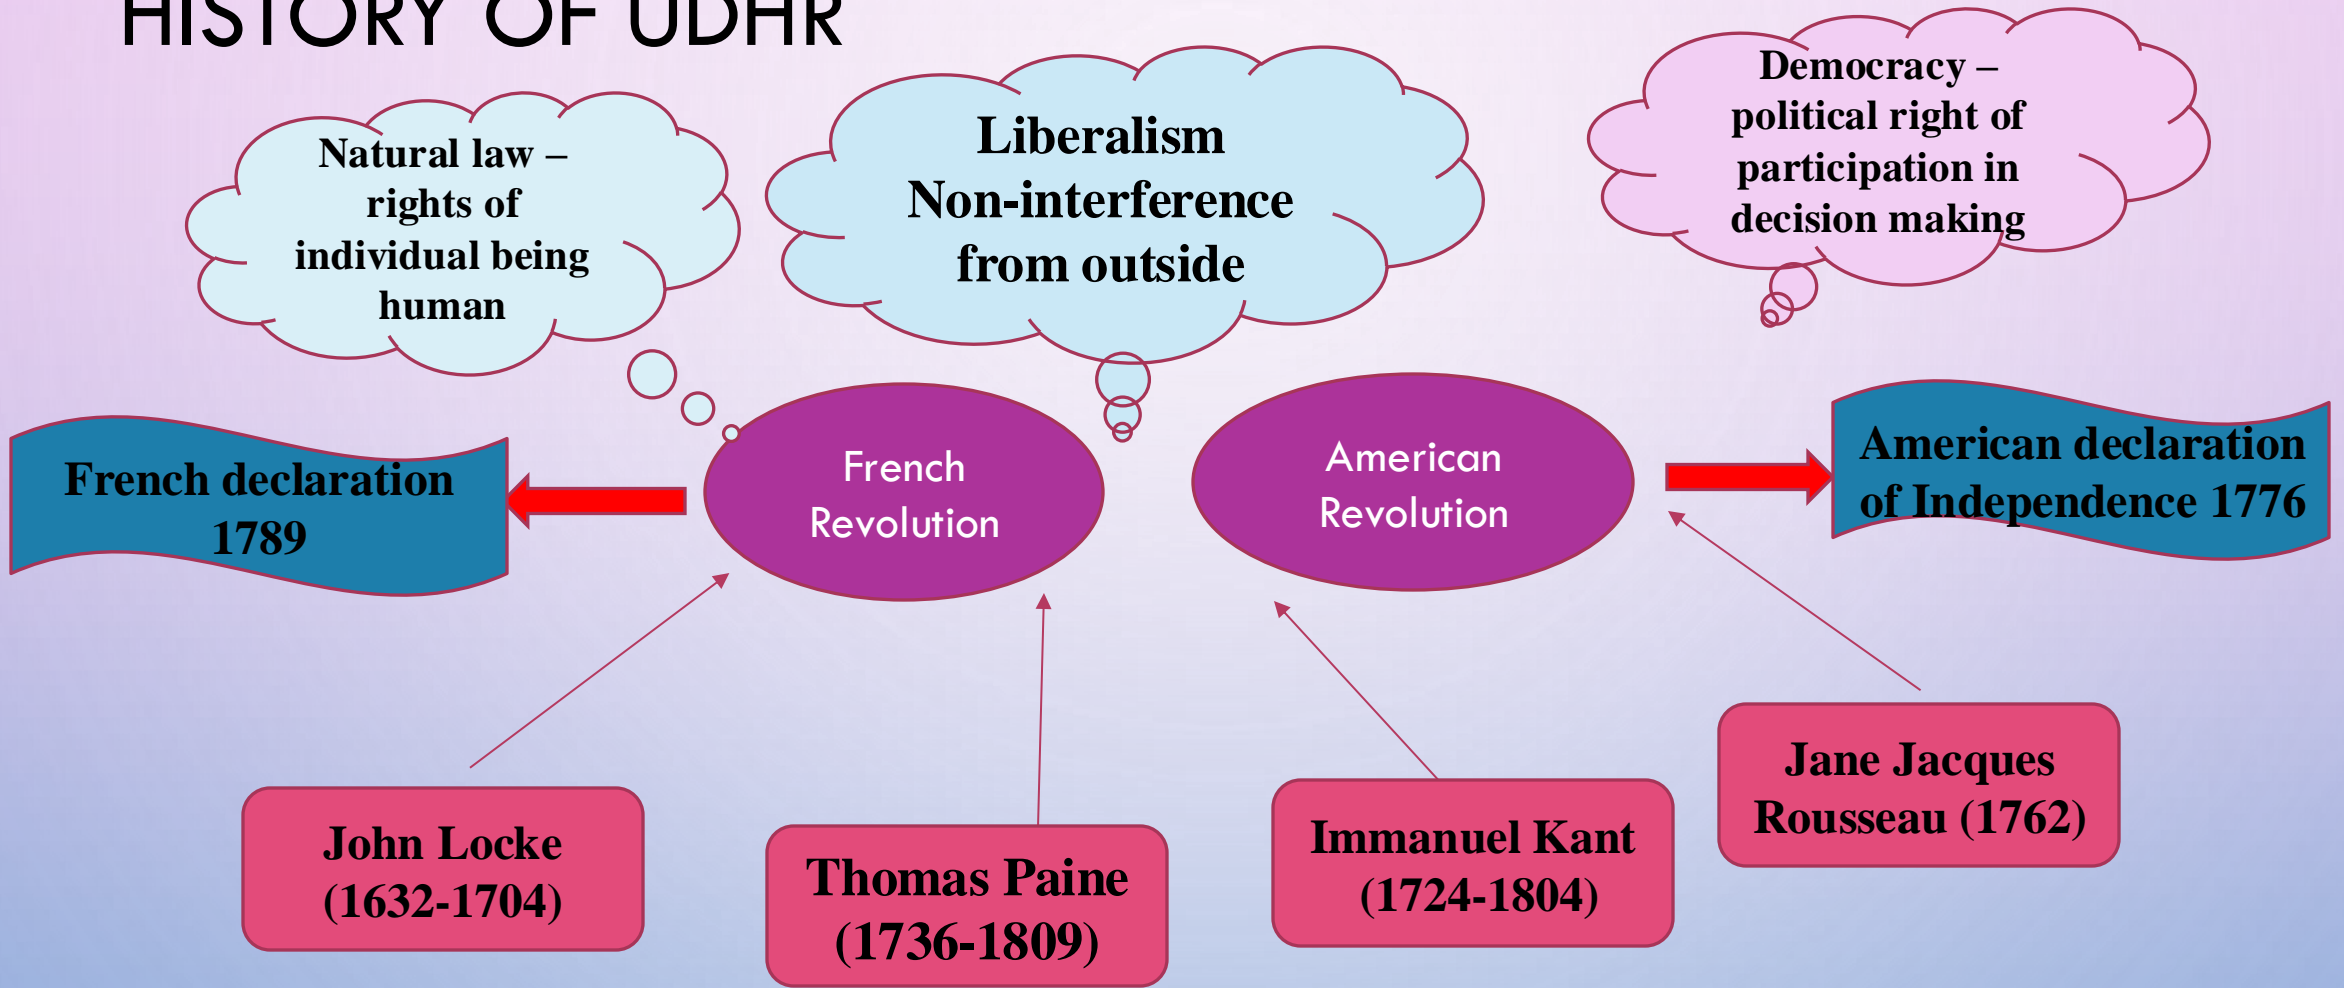 HISTORY OF UDHR
Natural law –
rights of
individual being
human
Liberalism
Non-interference
from outside
Democracy –
political right of
participation in
decision making
French declaration
1789
French
Revolution
American
Revolution
American declaration
of Independence 1776
John Locke
(1632-1704)
Thomas Paine
(1736-1809)
Immanuel Kant
(1724-1804)
Jane Jacques
Rousseau (1762)